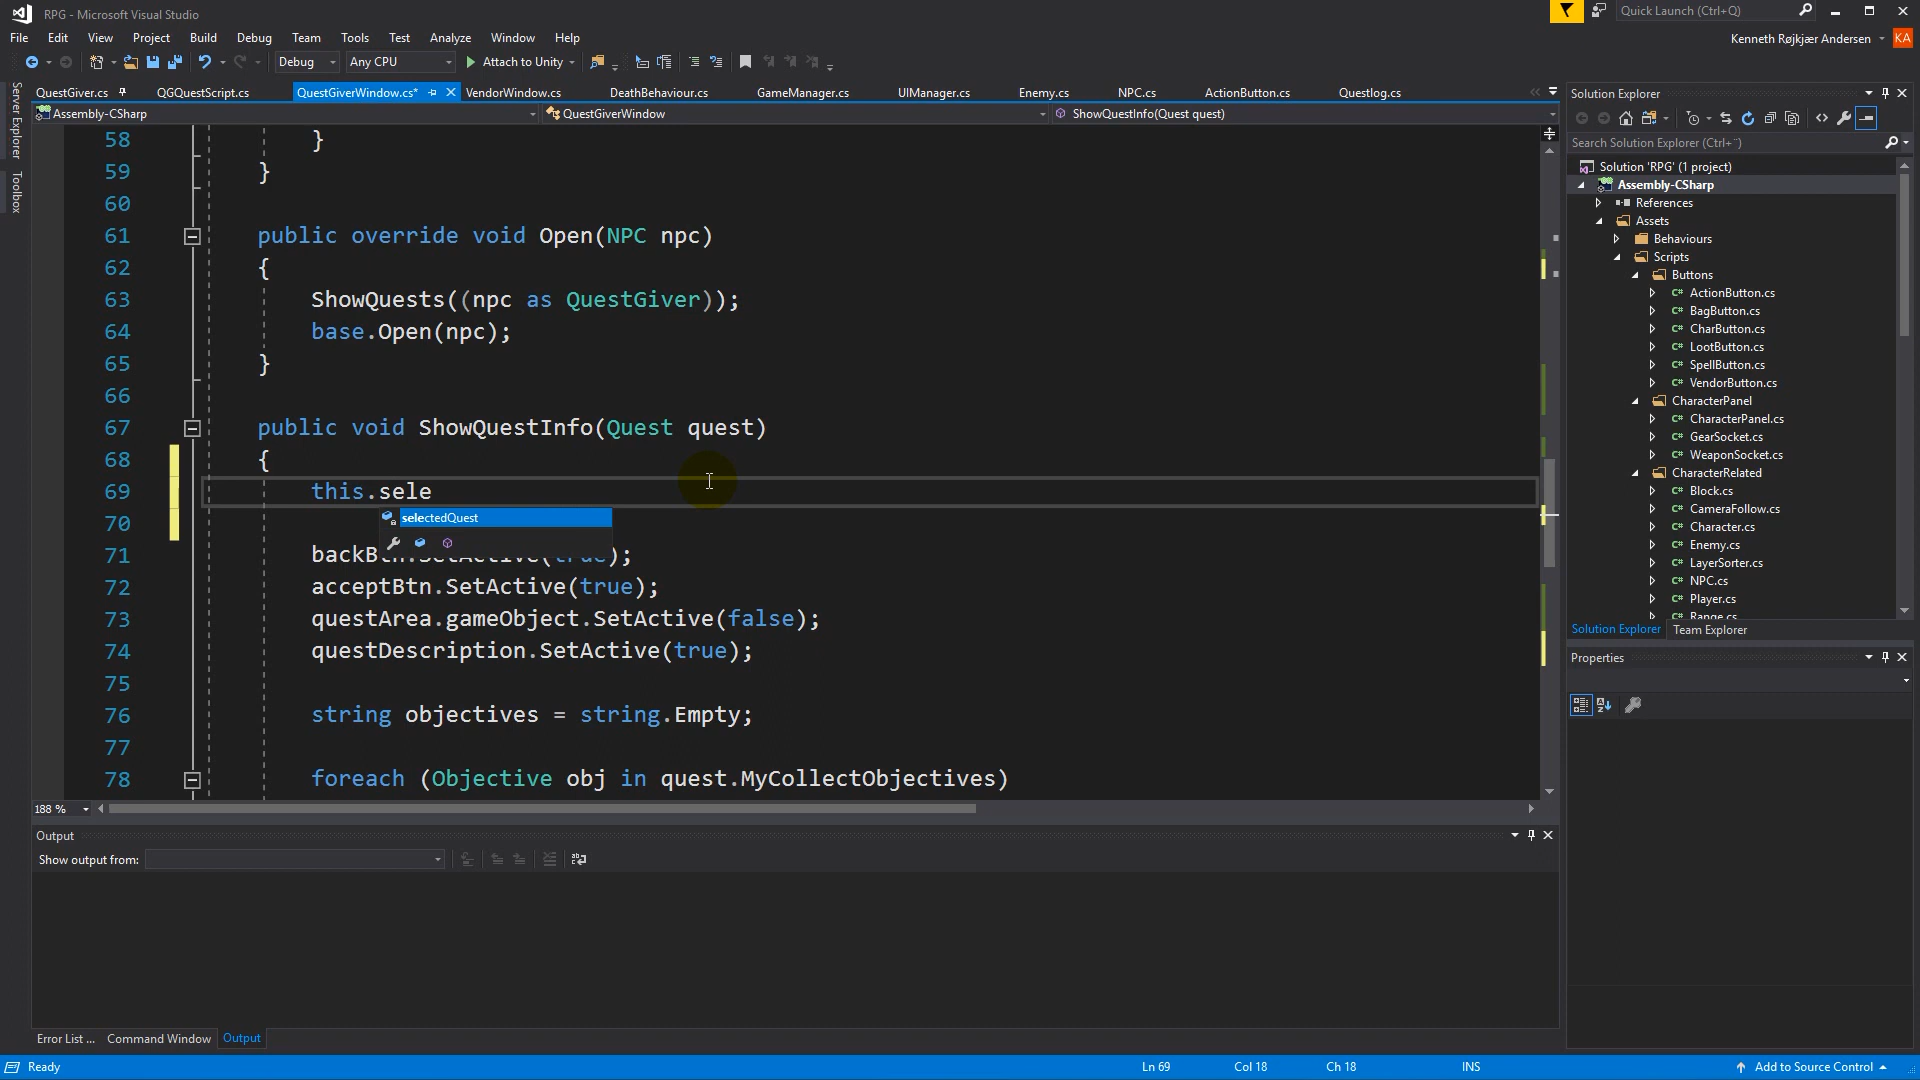 RPG - Microsoft Visual Studio
Quick Launch (Ctrl+Q)
File Edit View Project Build Debug Team Tools Test Analyze Window Help
Kenneth Røjkjær Andersen KA
Debug Any CPU Attach to Unity
QuestGiver.cs QGQuestScript.cs QuestGiverWindow.cs* VendorWindow.cs DeathBehaviour.cs GameManager.cs UIManager.cs Enemy.cs NPC.cs ActionButton.cs Questlog.cs
Assembly-CSharp QuestGiverWindow ShowQuestInfo(Quest quest)
Server Explorer
Toolbox
58 }
59 }
60
61 public override void Open(NPC npc)
62 {
63 ShowQuests((npc as QuestGiver));
64 base.Open(npc);
65 }
66
67 public void ShowQuestInfo(Quest quest)
68 {
69 this.sele
70 selectedQuest
71 backBtn.SetActive(true);
72 acceptBtn.SetActive(true);
73 questArea.gameObject.SetActive(false);
74 questDescription.SetActive(true);
75
76 string objectives = string.Empty;
77
78 foreach (Objective obj in quest.MyCollectObjectives)
188 %
Output
Show output from:
Error List ... Command Window Output
Solution Explorer
Search Solution Explorer (Ctrl+¨)
Solution 'RPG' (1 project)
Assembly-CSharp
References
Assets
Behaviours
Scripts
Buttons
C# ActionButton.cs
C# BagButton.cs
C# CharButton.cs
C# LootButton.cs
C# SpellButton.cs
C# VendorButton.cs
CharacterPanel
C# CharacterPanel.cs
C# GearSocket.cs
C# WeaponSocket.cs
CharacterRelated
C# Block.cs
C# CameraFollow.cs
C# Character.cs
C# Enemy.cs
C# LayerSorter.cs
C# NPC.cs
C# Player.cs
C# Range.cs
Solution Explorer Team Explorer
Properties
Ready Ln 69 Col 18 Ch 18 INS Add to Source Control